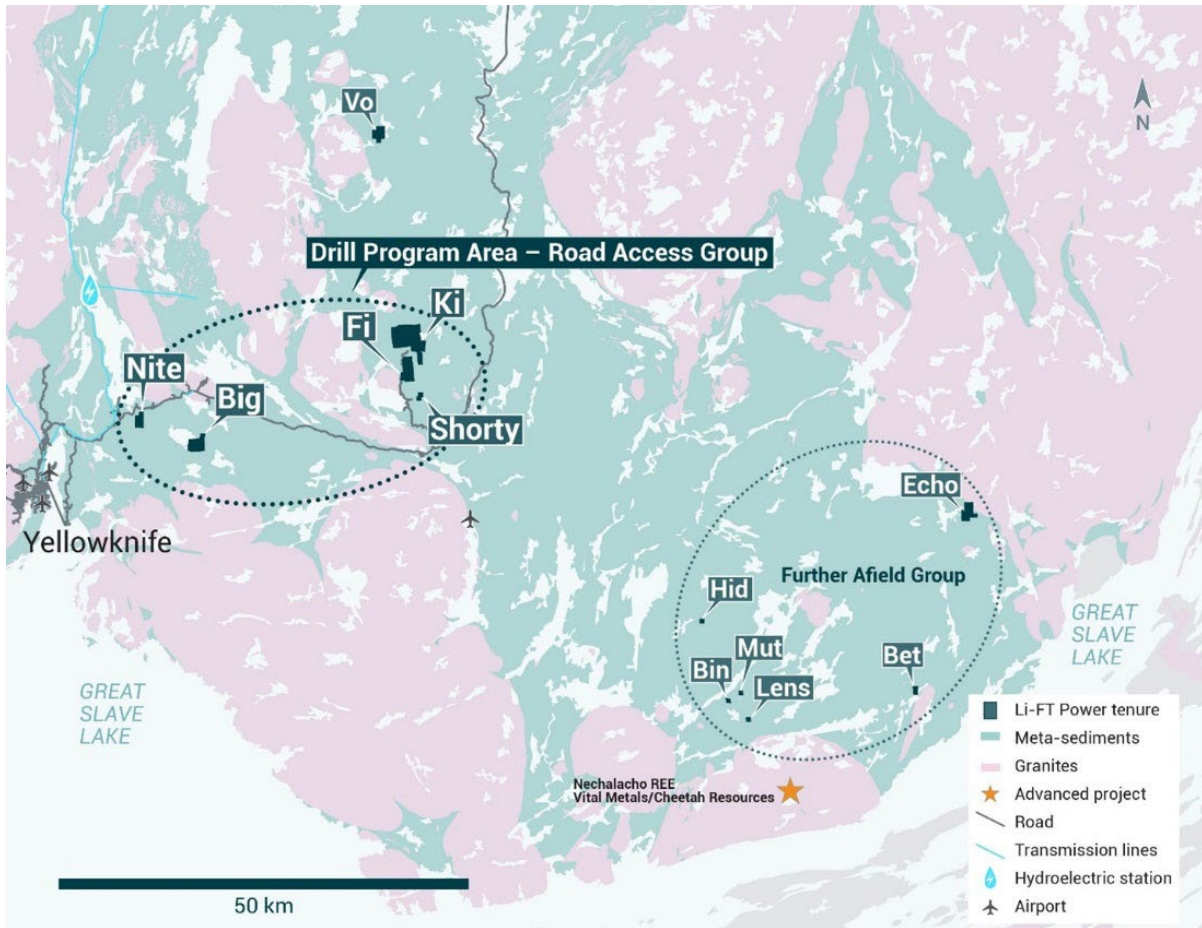 Vo
N
Drill Program Area – Road Access Group
Ki
Fi
Nite
Big
Shorty
Yellowknife
Echo
Further Afield Group
Hid
Mut
Bin
Lens
Bet
GREAT
SLAVE
LAKE
GREAT
SLAVE
LAKE
Nechalacho REE
Vital Metals/Cheetah Resources
50 km
Li-FT Power tenure
Meta-sediments
Granites
Advanced project
Road
Transmission lines
Hydroelectric station
Airport